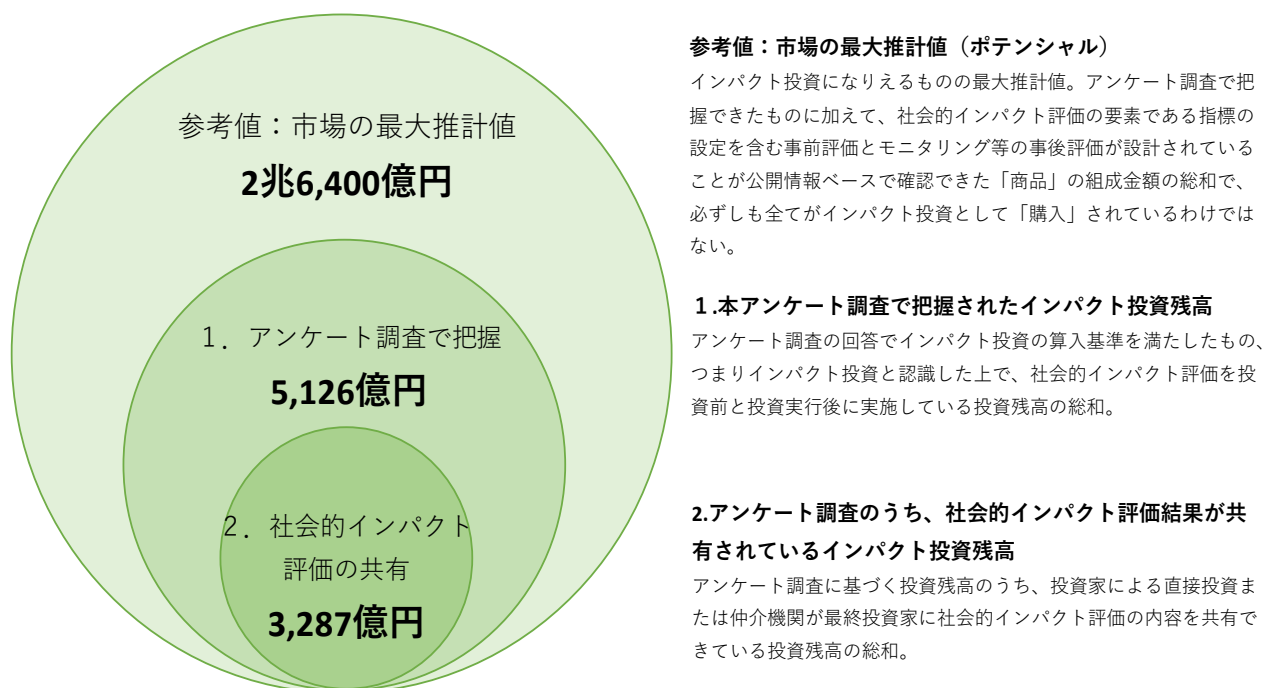 参考値：市場の最大推計値
2兆6,400億円
1．アンケート調査で把握
5,126億円
2．社会的インパクト
評価の共有
3,287億円
参考値：市場の最大推計値（ポテンシャル）
インパクト投資になりえるものの最大推計値。アンケート調査で把
握できたものに加えて、社会的インパクト評価の要素である指標の
設定を含む事前評価とモニタリング等の事後評価が設計されている
ことが公開情報ベースで確認できた「商品」の組成金額の総和で、
必ずしも全てがインパクト投資として「購入」されているわけでは
ない。
１.本アンケート調査で把握されたインパクト投資残高
アンケート調査の回答でインパクト投資の算入基準を満たしたもの、
つまりインパクト投資と認識した上で、社会的インパクト評価を投
資前と投資実行後に実施している投資残高の総和。
2.アンケート調査のうち、社会的インパクト評価結果が共
有されているインパクト投資残高
アンケート調査に基づく投資残高のうち、投資家による直接投資ま
たは仲介機関が最終投資家に社会的インパクト評価の内容を共有で
きている投資残高の総和。